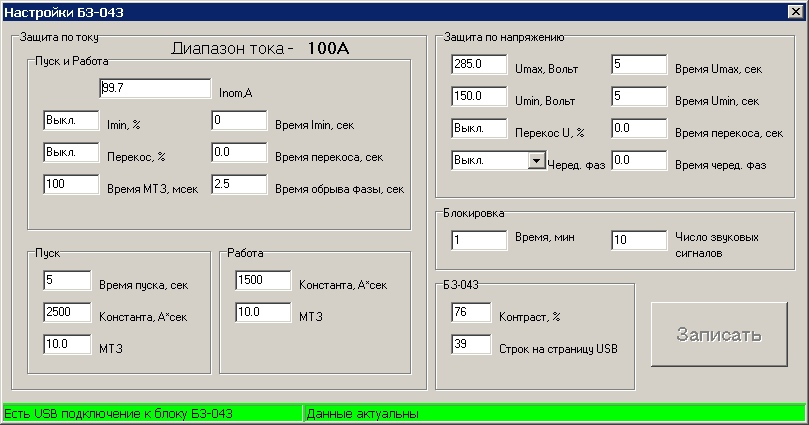 Настройки БЗ-043
Защита по току
Диапазон тока - 100А
Пуск и Работа
99.7 Inom,A
Выкл. Imin, % 0 Время Imin, сек
Выкл. Перекос, % 0.0 Время перекоса, сек
100 Время МТЗ, мсек 2.5 Время обрыва фазы, сек
Пуск
5 Время пуска, сек
2500 Константа, А*сек
10.0 МТЗ
Работа
1500 Константа, А*сек
10.0 МТЗ
Защита по напряжению
285.0 Umax, Вольт 5 Время Umax, сек
150.0 Umin, Вольт 5 Время Umin, сек
Выкл. Перекос U, % 0.0 Время перекоса, сек
Выкл. Черед. фаз 0.0 Время черед. фаз
Блокировка
1 Время, мин 10 Число звуковых
сигналов
БЗ-043
76 Контраст, %
39 Строк на страницу USB
Записать
Есть USB подключение к блоку БЗ-043 Данные актуальны